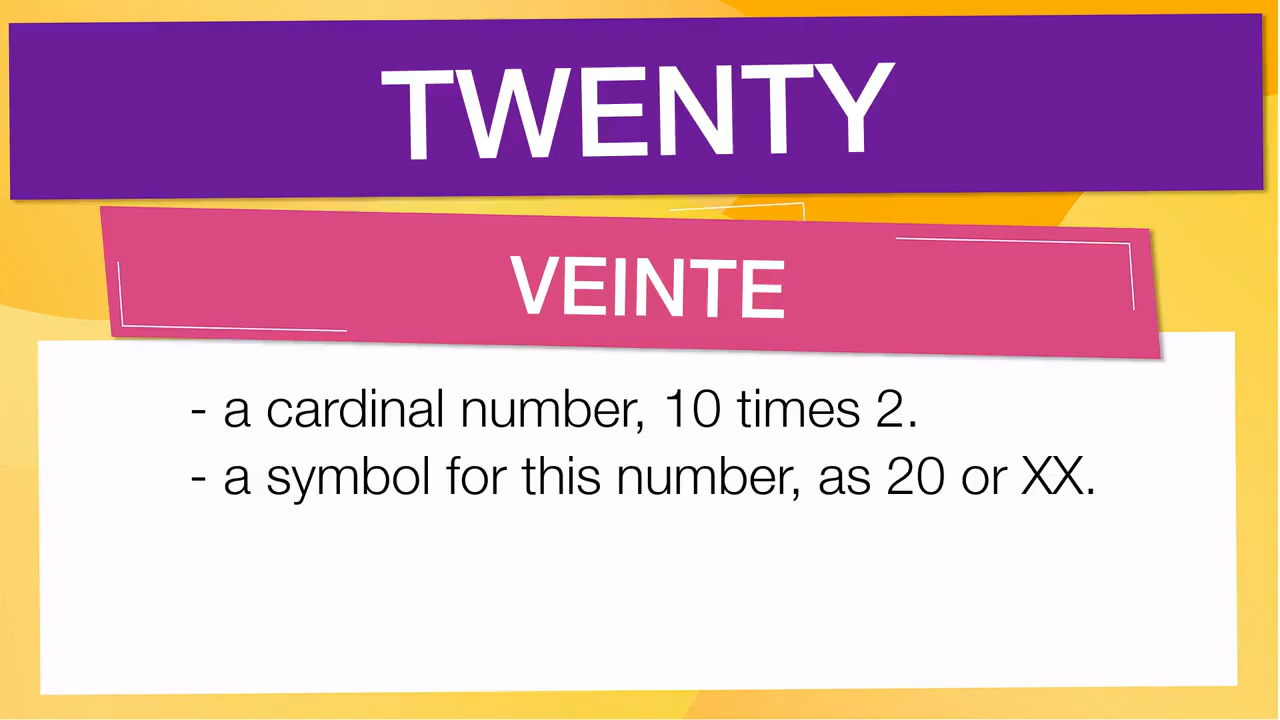 TWENTY
VEINTE
- a cardinal number, 10 times 2.
- a symbol for this number, as 20 or XX.